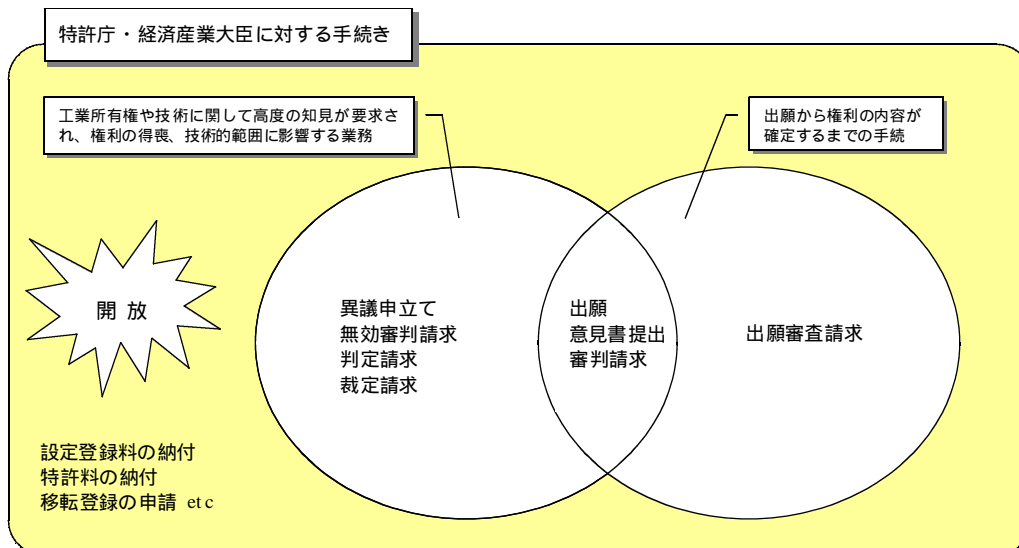 特許庁・経済産業大臣に対する手続き
工業所有権や技術に関して高度の知見が要求さ
れ、権利の得喪、技術的範囲に影響する業務
出願から権利の内容が
確定するまでの手続
開 放
異議申立て
無効審判請求
判定請求
裁定請求
出願
意見書提出
審判請求
出願審査請求
設定登録料の納付
特許料の納付
移転登録の申請 etc